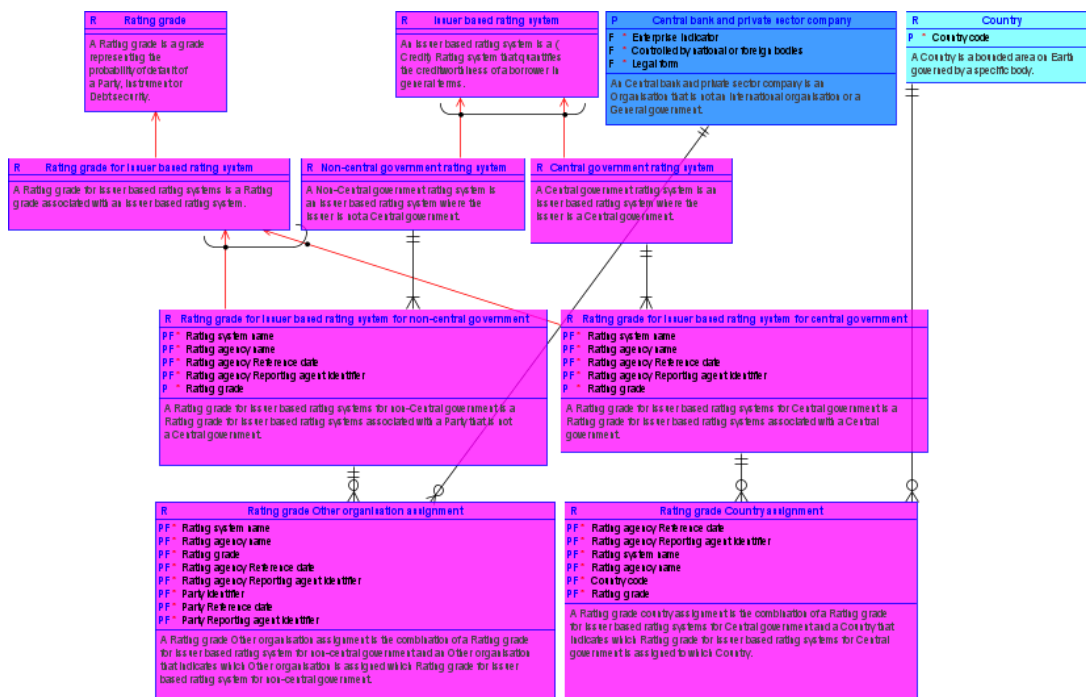 R Rating grade
A Rating grade is a grade
representing the
probability of default of
a Party, Instrument or
Debt security.
R Issuer based rating system
An Issuer based rating system is a (
Credit) Rating system that quantifies
the creditworthiness of a borrower in
general terms.
P Central bank and private sector company
F * Enterprise indicator
F * Controlled by national or foreign bodies
F * Legal form
An Central bank and private sector company is an
Organisation that is not an International organisation or a
General government.
R Country
P * Country code
A Country is a bounded area on Earth
governed by a specific body.
R Rating grade for Issuer based rating system
A Rating grade for Issuer based rating systems is a Rating
grade associated with an Issuer based rating system.
R Non-central government rating system
A Non-Central government rating system is
an Issuer based rating system where the
Issuer is not a Central government.
R Central government rating system
A Central government rating system is an
Issuer based rating system where the
Issuer is a Central government.
R Rating grade for Issuer based rating system for non-central government
PF * Rating system name
PF * Rating agency name
PF * Rating agency Reference date
PF * Rating agency Reporting agent identifier
P * Rating grade
A Rating grade for Issuer based rating systems for non-Central government is a
Rating grade for Issuer based rating systems associated with a Party that is not
a Central government.
R Rating grade for Issuer based rating system for central government
PF * Rating system name
PF * Rating agency name
PF * Rating agency Reference date
PF * Rating agency Reporting agent identifier
P * Rating grade
A Rating grade for Issuer based rating systems for Central government is a
Rating grade for Issuer based rating systems associated with a Central
government.
R Rating grade Other organisation assignment
PF * Rating system name
PF * Rating agency name
PF * Rating grade
PF * Rating agency Reference date
PF * Rating agency Reporting agent identifier
PF * Party identifier
PF * Party Reference date
PF * Party Reporting agent identifier
A Rating grade Other organisation assignment is the combination of a Rating grade
for Issuer based rating system for non-central government and an Other organisation
that indicates which Other organisation is assigned which Rating grade for Issuer
based rating system for non-central government.
R Rating grade Country assignment
PF * Rating agency Reference date
PF * Rating agency Reporting agent identifier
PF * Rating system name
PF * Rating agency name
PF * Country code
PF * Rating grade
A Rating grade country assignment is the combination of a Rating grade
for Issuer based rating systems for Central government and a Country that
indicates which Rating grade for Issuer based rating systems for Central
government is assigned to which Country.